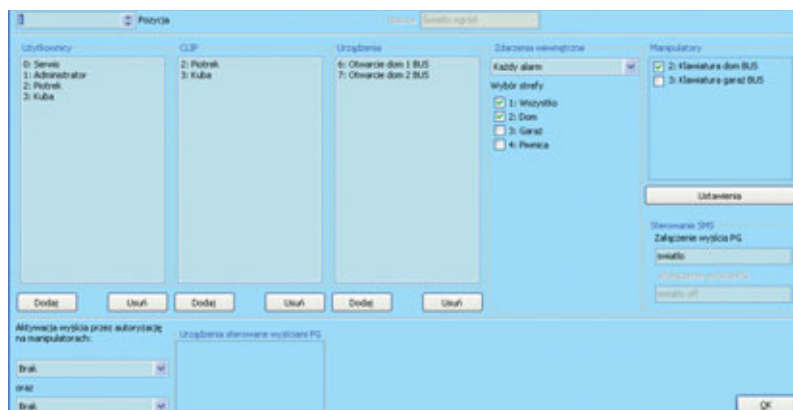 Pozycja
Światło ogród
Użytkownicy
0: Serwis
1: Administrator
2: Piotrek
3: Kuba
CLIP
2: Piotrek
3: Kuba
Urządzenia
6: Otwarcie dom 1 BUS
7: Otwarcie dom 2 BUS
Zdarzenia wewnętrzne
Każdy alarm
Wybór strefy
1: Wszystko
2: Dom
3: Garaż
4: Piwnica
Manipulatory
2: Klawiatura dom BUS
3: Klawiatura garaż BUS
Ustawienia
Sterowanie SMS
Załączenie wyjścia PG
swiatlo
wyjścia PG
swiatlo off
Dodaj
Usuń
Dodaj
Usuń
Dodaj
Usuń
Aktywacja wyjścia przez autoryzację
na manipulatorach:
Brak
oraz
Brak
Urządzenia sterowane wyjściami PG
OK